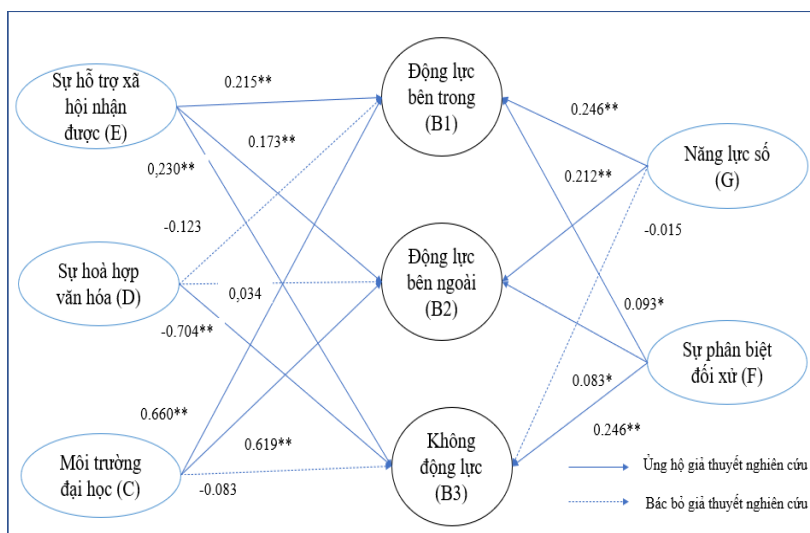 Sự hỗ trợ xã
hội nhận
được (E)
Sự hoà hợp
văn hóa (D)
Môi trường
đại học (C)
0.215**
0.173**
0,230**
-0.123
0,034
-0.704**
0.660**
0.619**
-0.083
Động lực
bên trong
(B1)
Động lực
bên ngoài
(B2)
Không
động lực
(B3)
0.246**
0.212**
-0.015
0.093*
0.083*
0.246**
Năng lực số
(G)
Sự phân biệt
đối xử (F)
Ủng hộ giả thuyết nghiên cứu
Bác bỏ giả thuyết nghiên cứu